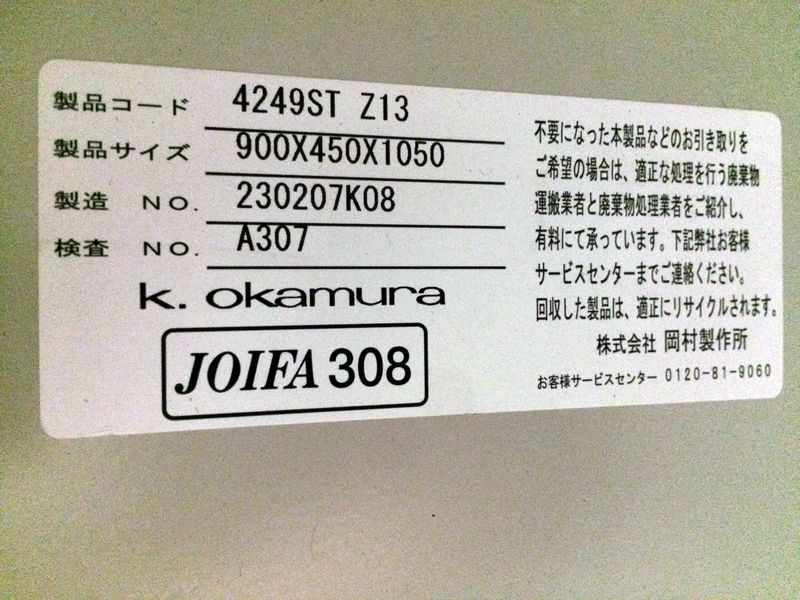 製品コード 4249ST Z13
製品サイズ 900X450X1050
製造 NO. 230207K08
検査 NO. A307
k. okamura
JOIFA 308
不要になった本製品などのお引き取りを
ご希望の場合は、適正な処理を行う廃棄物
運搬業者と廃棄物処理業者をご紹介し、
有料にて承っています。下記弊社お客様
サービスセンターまでご連絡ください。
回収した製品は、適正にリサイクルされます。
株式会社 岡村製作所
お客様サービスセンター 0120-81-9060